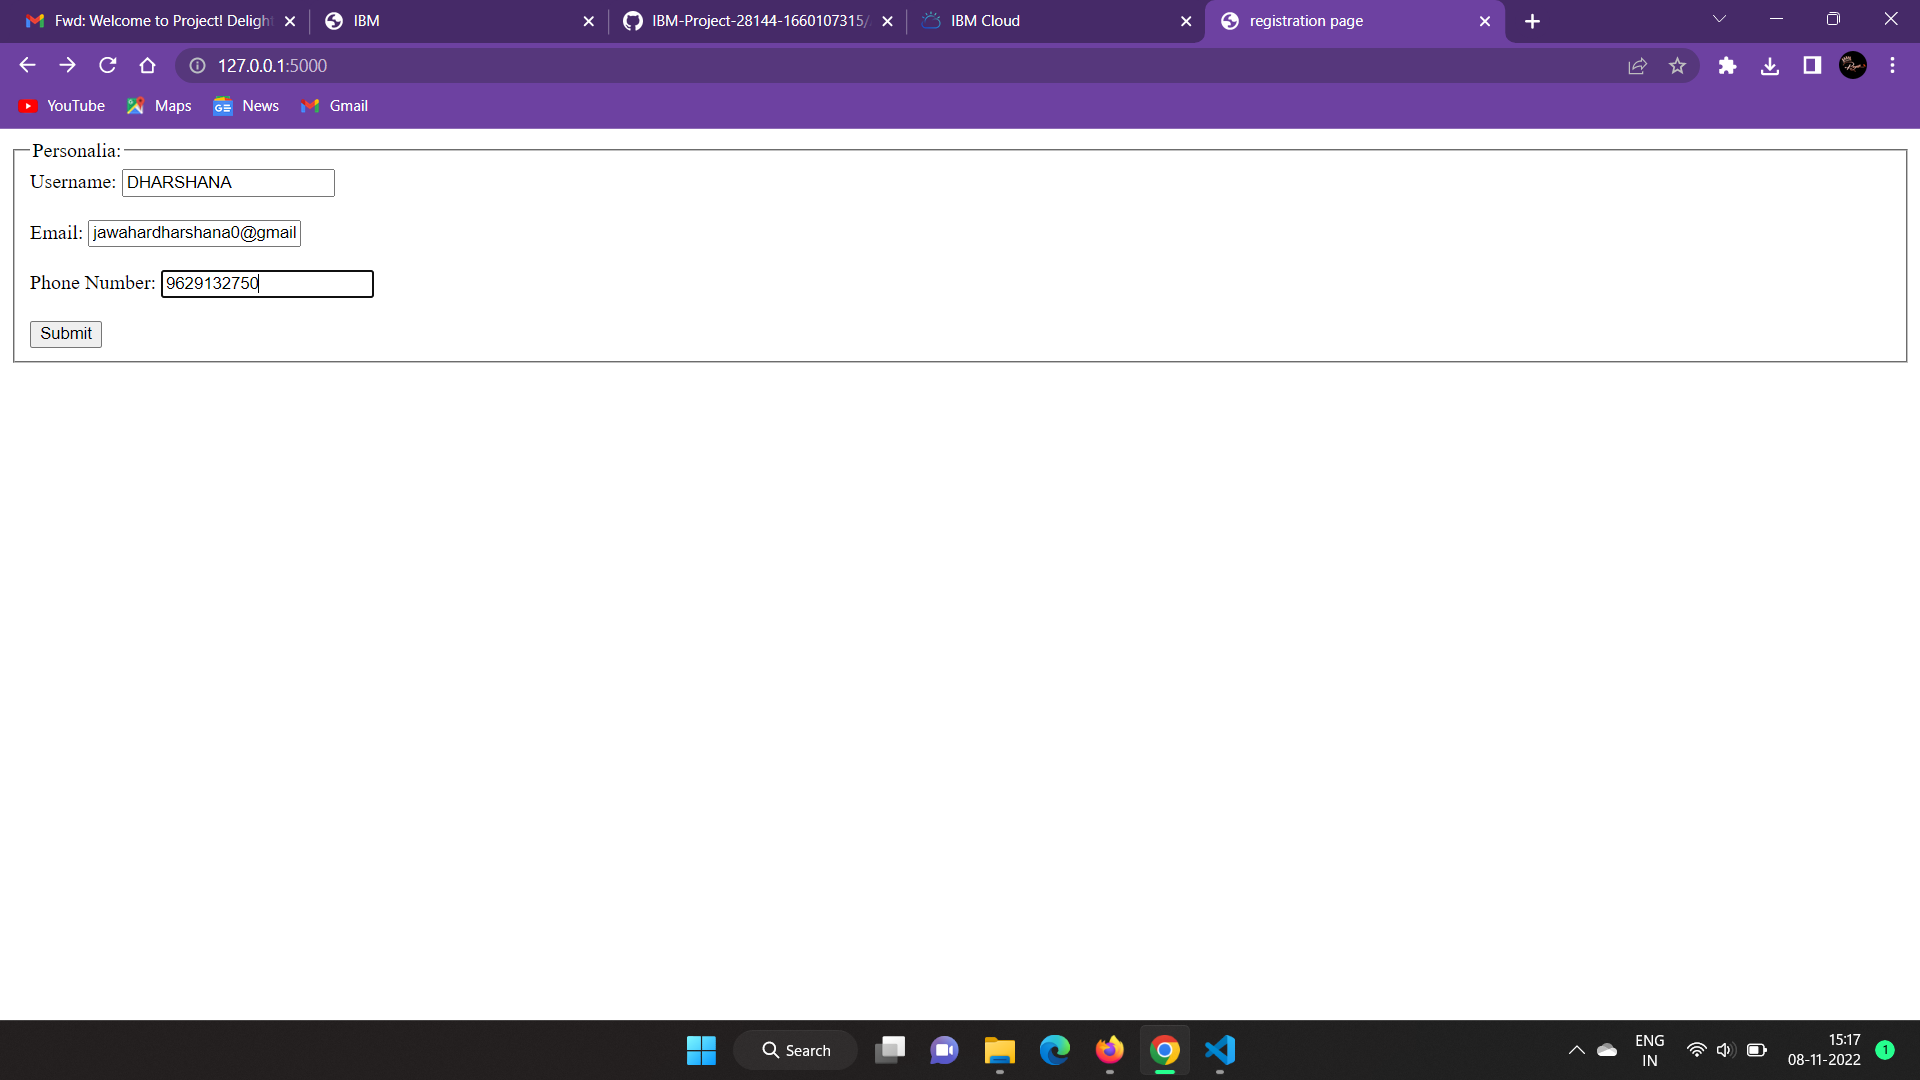 Fwd: Welcome to Project! Deligh
IBM
IBM-Project-28144-1660107315/
IBM Cloud
registration page
127.0.0.1:5000
YouTube
Maps
News
Gmail
Personalia:
Username: DHARSHANA
Email: jawahardharshana0@gmail
Phone Number: 9629132750
Submit
Search
ENG
IN
15:17
08-11-2022
1